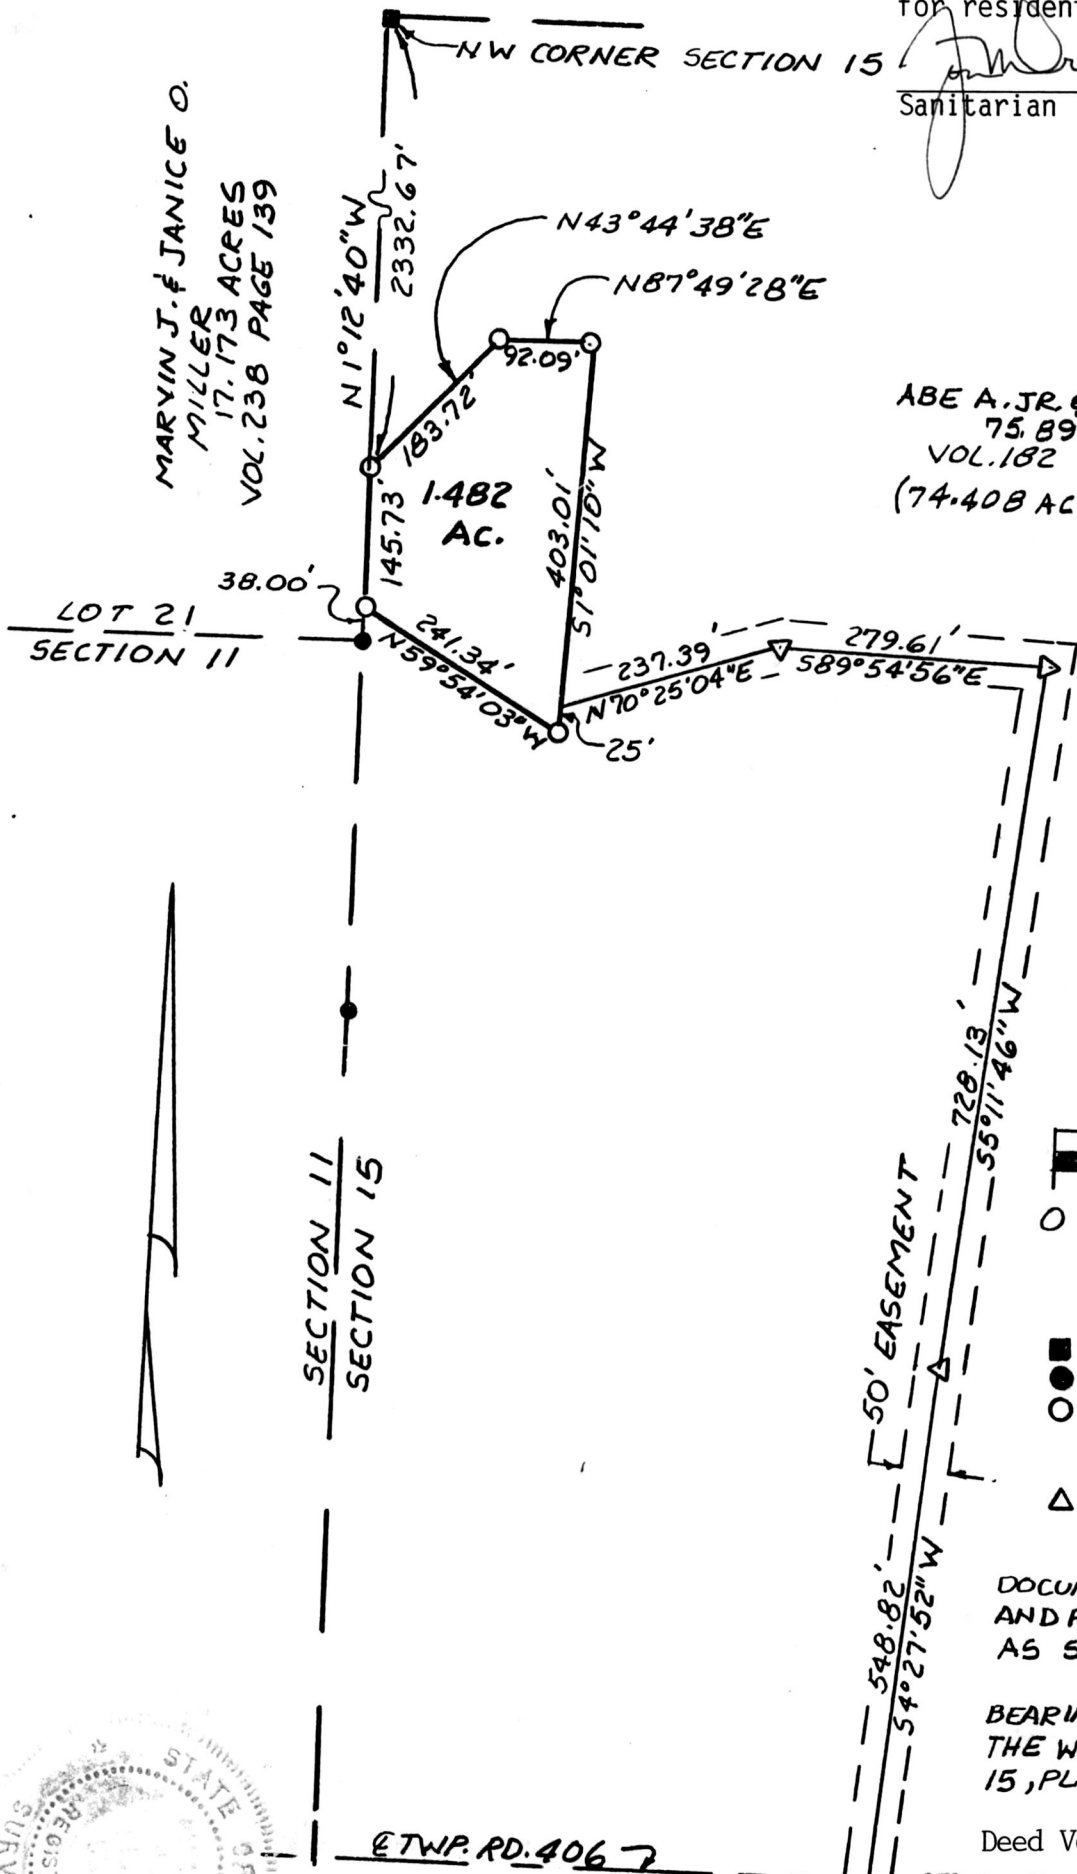 for residen
Sanitarian
NW CORNER SECTION 15
MARVIN J. & JANICE O.
MILLER
17.173 ACRES
VOL. 238 PAGE 139
N1°12'40"W
2332.67'
N43°44'38"E
N87°49'28"E
92.09'
183.72'
1.482
AC.
145.73'
403.01'
S1°01'10"W
ABE A. JR. &
75.89
VOL. 182
(74.408 AC
38.00'
LOT 21
SECTION 11
241.34'
N59°54'03"W
237.39'
N70°25'04"E
279.61'
S89°54'56"E
25'
728.13'
S5°11'46"W
SECTION 11
SECTION 15
50' EASEMENT
548.82'
S4°27'52"W
DOCU
AND
AS S
BEARIN
THE W
15, PL
Deed V
℄ TWP. RD. 406
STATE OF
REGIS
SURV